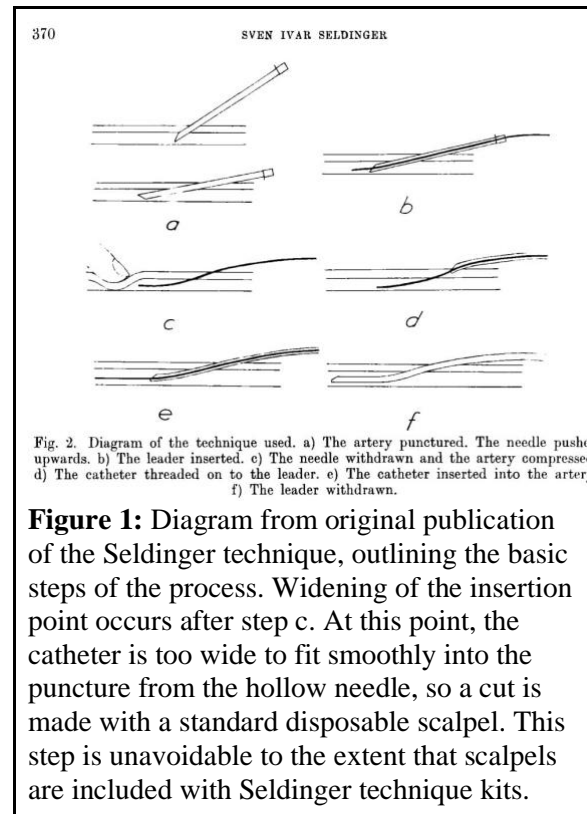 370
SVEN IVAR SELDINGER
a
b
c
d
e
f
Fig. 2. Diagram of the technique used. a) The artery punctured. The needle pushe
upwards. b) The leader inserted. c) The needle withdrawn and the artery compresse
d) The catheter threaded on to the leader. e) The catheter inserted into the arter
f) The leader withdrawn.
Figure 1: Diagram from original publication
of the Seldinger technique, outlining the basic
steps of the process. Widening of the insertion
point occurs after step c. At this point, the
catheter is too wide to fit smoothly into the
puncture from the hollow needle, so a cut is
made with a standard disposable scalpel. This
step is unavoidable to the extent that scalpels
are included with Seldinger technique kits.